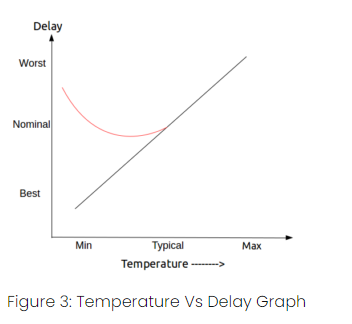 Delay
Worst
Nominal
Best
Min Typical Max
Temperature -------->
Figure 3: Temperature Vs Delay Graph